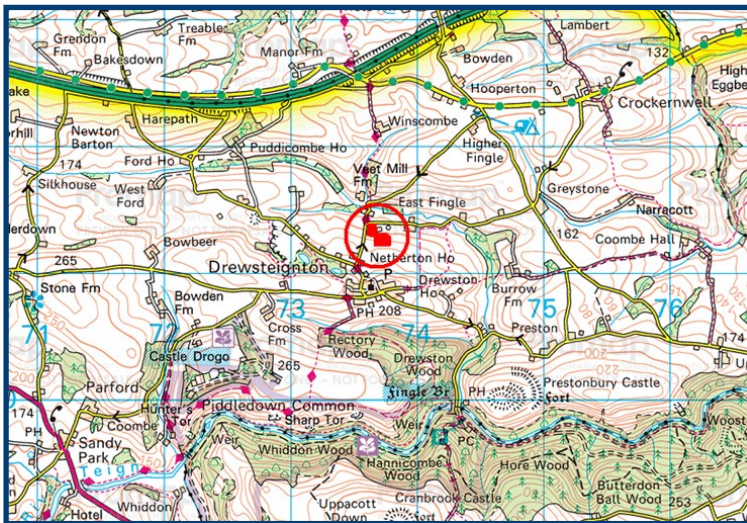 Grendon
Fm
Bakesdown
Treable
Fm
Manor Fm
Lambert
Bowden
132
High
Eggbe
Hooperton
Crockernwell
Harepath
Newton
Barton
Winscombe
Puddicombe Ho
Higher
Fingle
174
Ford Ho
Silkhouse
West
Ford
Veet Mill
Fm
Greystone
East Fingle
Narracott
162
Coombe Hall
265
Bowbeer
Netherton Ho
Drewsteignton
P
Drewston
Ho
Stone Fm
Bowden
Fm
Burrow
Fm
71
72
73
74
75
76
Cross
Fm
PH
208
Preston
Castle Drogo
265
Rectory
Wood
Drewston
Wood
Parford
Fingle Br
PH
Prestonbury Castle
Fort
174
Coombe
Hunter's
Tor
Piddledown Common
Sharp Tor
PH
Sandy
Park
Weir
Weir
PC
Teign
Whiddon Wood
Hannicombe
Wood
Hore Wood
Butterdon
Ball Wood
253
Whiddon
Hotel
Uppacott
Down
Cranbrook Castle